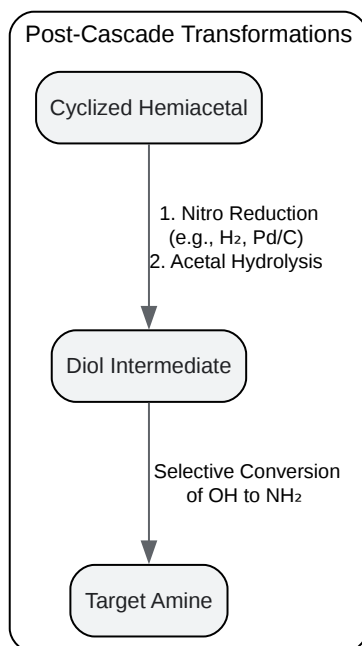 Post-Cascade Transformations
Cyclized Hemiacetal
1. Nitro Reduction
(e.g., H₂, Pd/C)
2. Acetal Hydrolysis
Diol Intermediate
Selective Conversion
of OH to NH₂
Target Amine